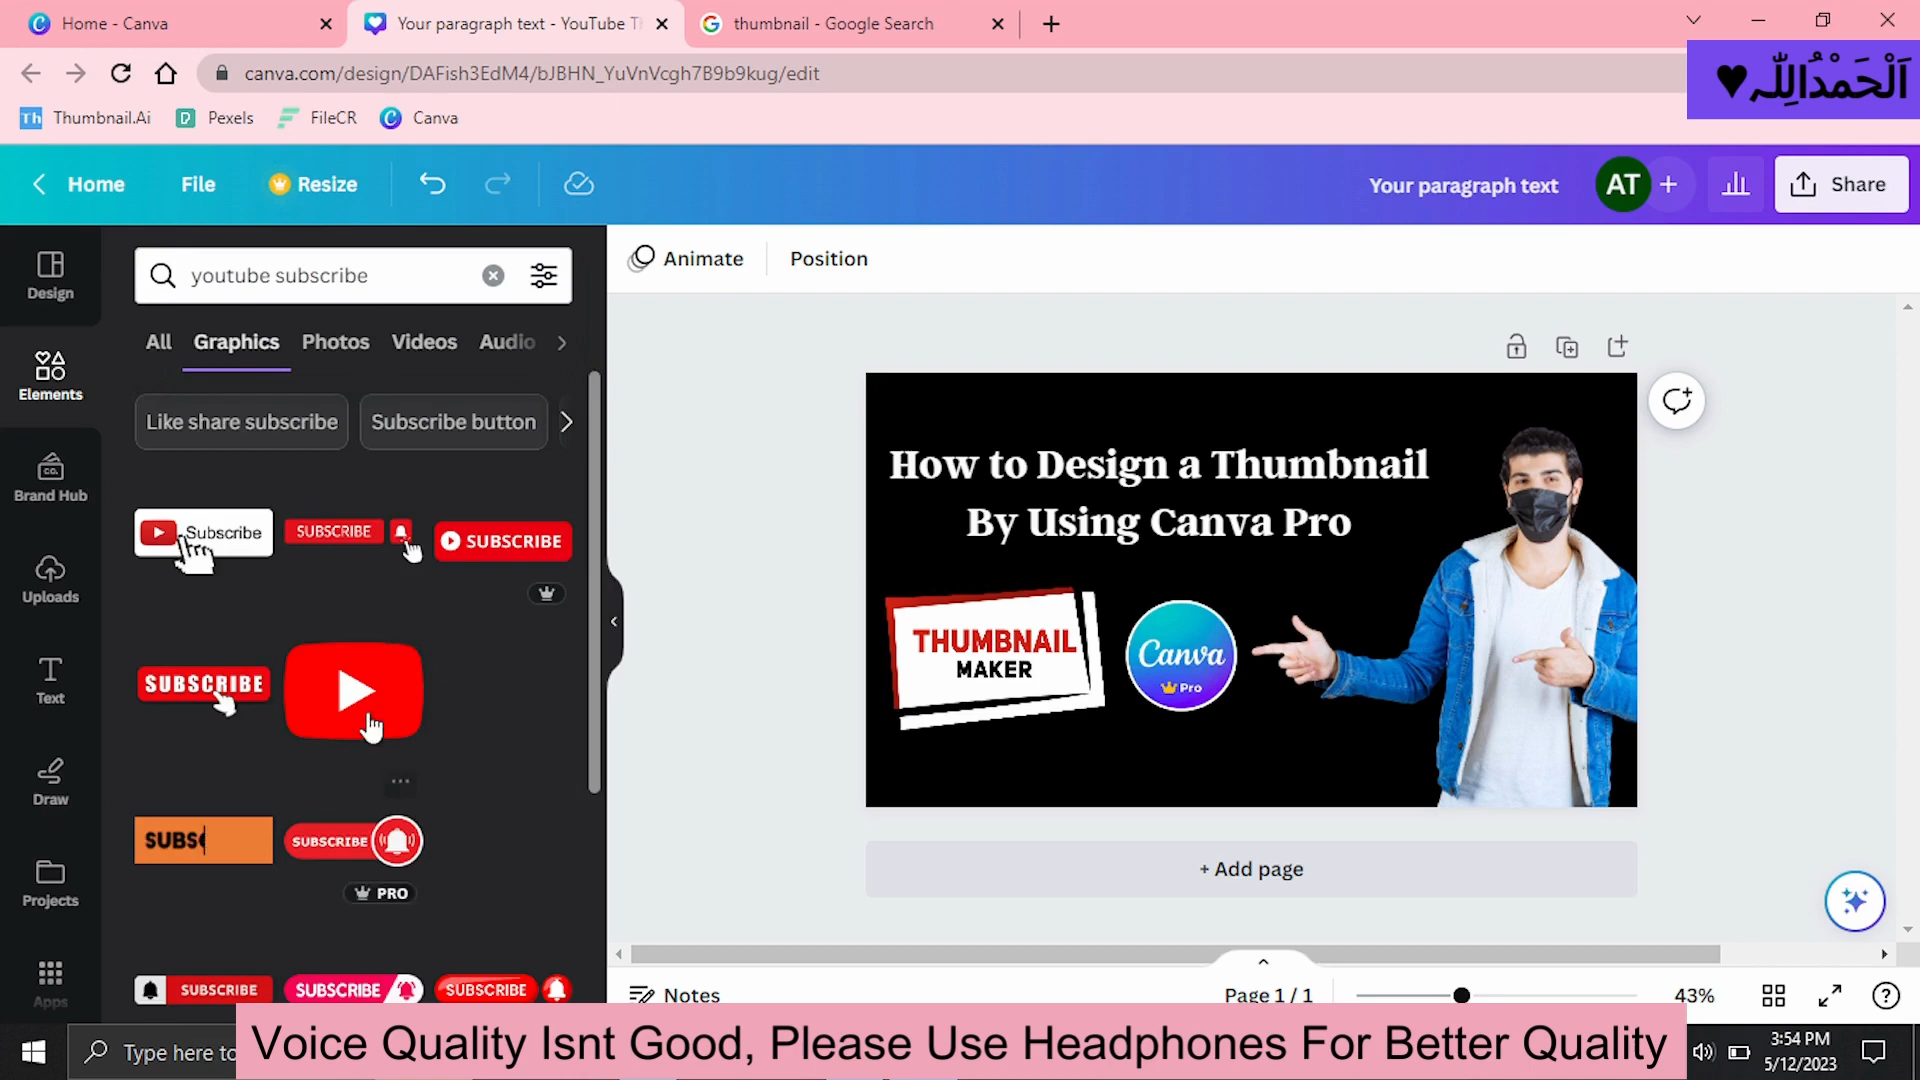 Home - Canva
Your paragraph text - YouTube T
thumbnail - Google Search
canva.com/design/DAFish3EdM4/bJBHN_YuVnVcgh7B9b9kug/edit
اَلْحَمْدُاللّٰہ♥
Th Thumbnail.Ai
Pexels
FileCR
Canva
Home
File
Resize
Your paragraph text
AT
Share
Design
Elements
Brand Hub
Uploads
Text
Draw
Projects
Apps
youtube subscribe
All Graphics Photos Videos Audio
Like share subscribe
Subscribe button
Subscribe
SUBSCRIBE
SUBSCRIBE
SUBSCRIBE
SUBSC
SUBSCRIBE
PRO
SUBSCRIBE
SUBSCRIBE
SUBSCRIBE
Animate
Position
How to Design a Thumbnail
By Using Canva Pro
THUMBNAIL
MAKER
Canva
Pro
+ Add page
Notes
Page 1 / 1
43%
Type here to
Voice Quality Isnt Good, Please Use Headphones For Better Quality
3:54 PM
5/12/2023